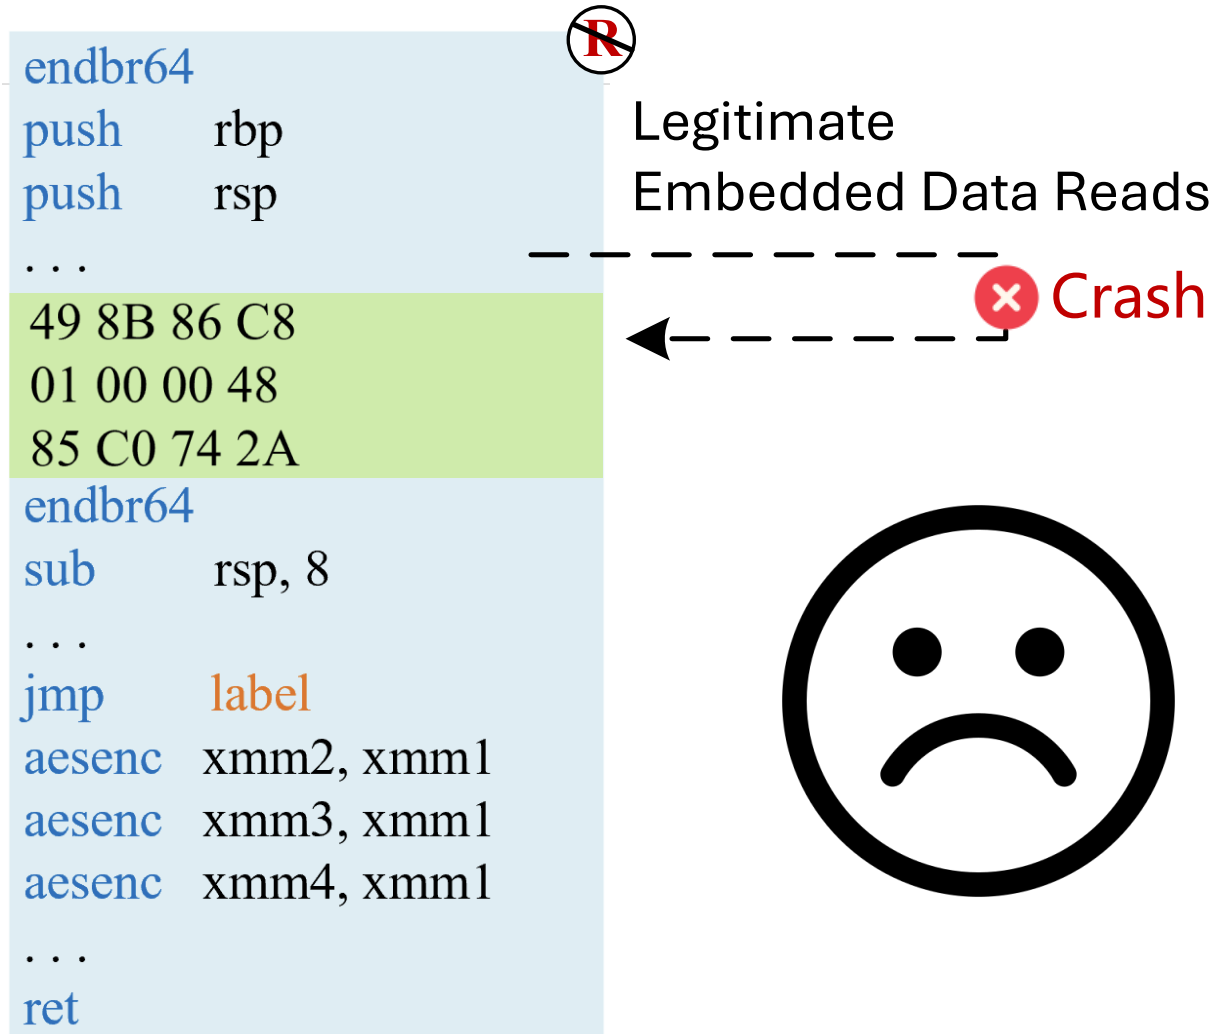 R
endbr64
push rbp
push rsp
. . .
49 8B 86 C8
01 00 00 48
85 C0 74 2A
endbr64
sub rsp, 8
. . .
jmp label
aesenc xmm2, xmm1
aesenc xmm3, xmm1
aesenc xmm4, xmm1
. . .
ret
Legitimate
Embedded Data Reads
Crash